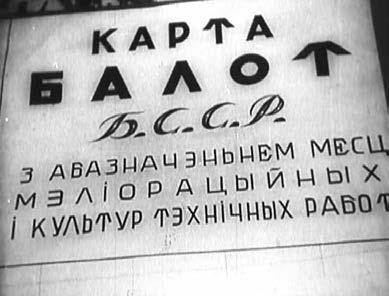 КАРТА
БАЛОТ
Б.С.С.Р.
З АБАЗНАЧЭНЬНЕМ МЕСЦ
МЭЛІОРАЦЫЙНЫХ
І КУЛЬТУР ТЭХНІЧНЫХ РАБОТ